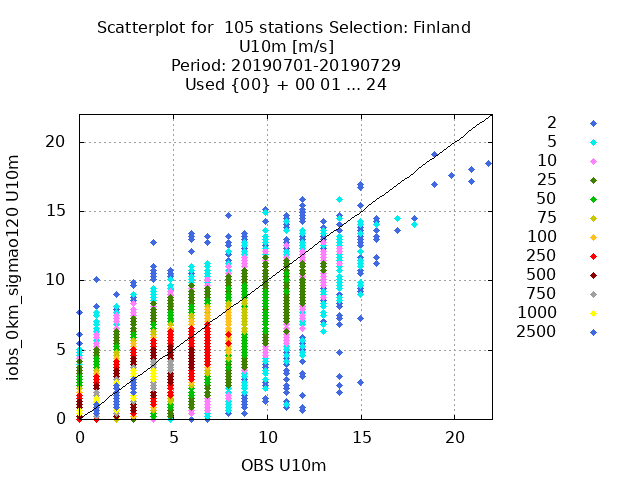 Scatterplot for  105 stations Selection: Finland
U10m [m/s]
Period: 20190701-20190729
Used {00} + 00 01 ... 24
iobs_0km_sigmao120 U10m
20
15
10
5
0
0 5 10 15 20
OBS U10m
2
5
10
25
50
75
100
250
500
750
1000
2500